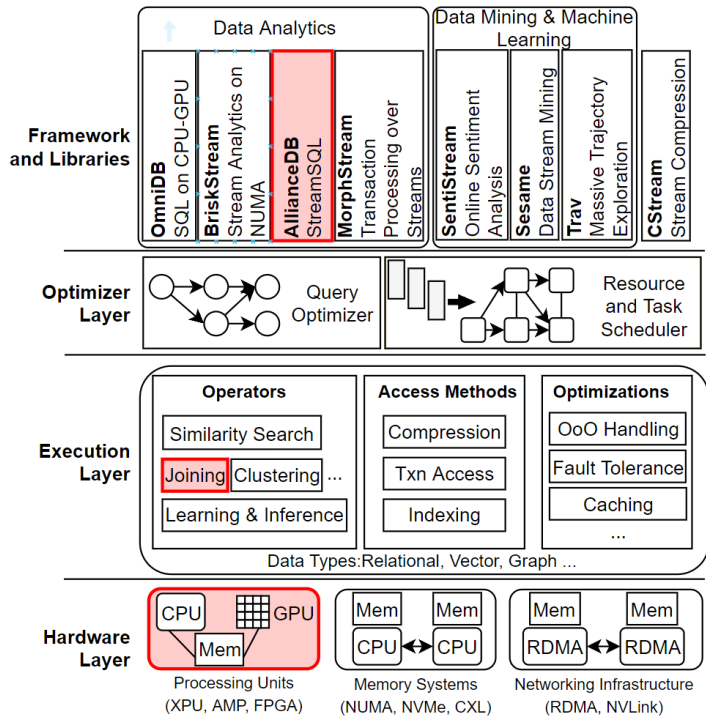 Data Analytics
Data Mining & Machine
Learning
Framework
and Libraries
OmniDB
SQL on CPU-GPU
BriskStream
Stream Analytics on
NUMA
AllianceDB
StreamSQL
MorphStream
Transaction
Processing over
Streams
SentiStream
Online Sentiment
Analysis
Sesame
Data Stream Mining
Trav
Massive Trajectory
Exploration
CStream
Stream Compression
Optimizer
Layer
Query
Optimizer
Resource
and Task
Scheduler
Execution
Layer
Operators
Similarity Search
Joining
Clustering
...
Learning & Inference
Access Methods
Compression
Txn Access
Indexing
Optimizations
OoO Handling
Fault Tolerance
Caching
...
Data Types:Relational, Vector, Graph ...
Hardware
Layer
CPU
GPU
Mem
Processing Units
(XPU, AMP, FPGA)
Mem
Mem
CPU
CPU
Memory Systems
(NUMA, NVMe, CXL)
Mem
Mem
RDMA
RDMA
Networking Infrastructure
(RDMA, NVLink)